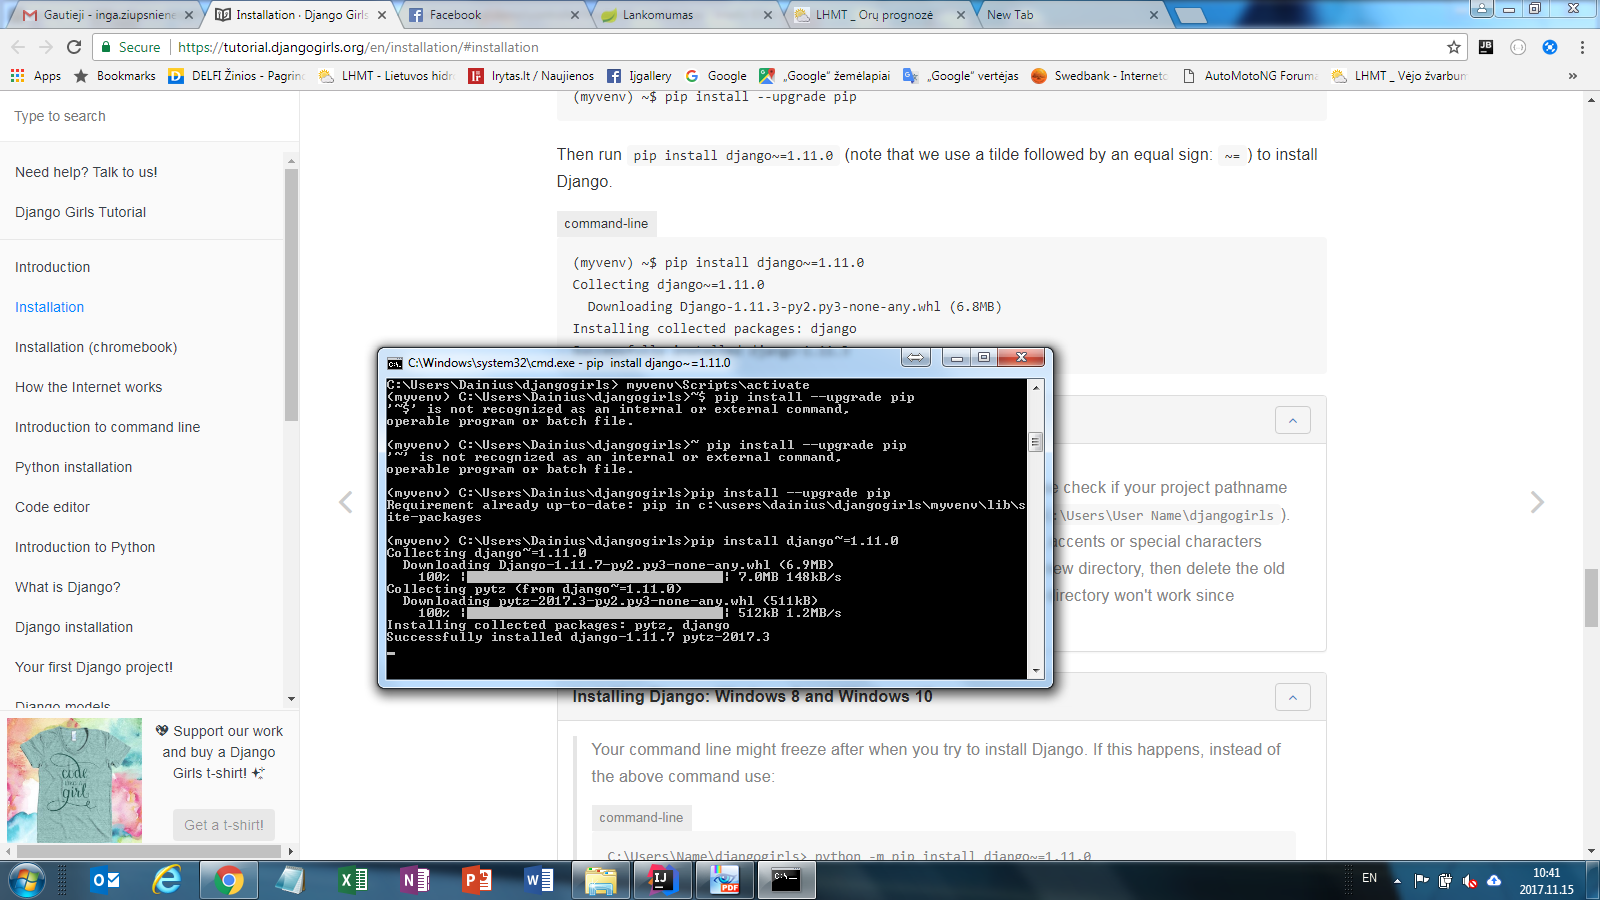 Gautieji - inga.ziupsniene
Installation · Django Girls
Facebook
Lankomumas
LHMT _ Orų prognozė
New Tab
Secure
https://tutorial.djangogirls.org/en/installation/#installation
Apps
Bookmarks
DELFI Žinios - Pagrin
LHMT - Lietuvos hidr
lrytas.lt / Naujienos
Ijgallery
Google
„Google“ žemėlapiai
„Google“ vertėjas
Swedbank - Internet
AutoMotoNG Forum
LHMT _ Vėjo žvarbum
»
Type to search
Need help? Talk to us!
Django Girls Tutorial
Introduction
Installation
Installation (chromebook)
How the Internet works
Introduction to command line
Python installation
Code editor
Introduction to Python
What is Django?
Django installation
Your first Django project!
Django models
Support our work
and buy a Django
Girls t-shirt!
Get a t-shirt!
code
girl
(myvenv) ~$ pip install --upgrade pip
Then run pip install django~=1.11.0 (note that we use a tilde followed by an equal sign: ~= ) to install
Django.
command-line
(myvenv) ~$ pip install django~=1.11.0
Collecting django~=1.11.0
Downloading Django-1.11.3-py2.py3-none-any.whl (6.8MB)
Installing collected packages: django
C:\Windows\system32\cmd.exe - pip install django~=1.11.0
C:\Users\Dainius\djangogirls> myvenv\Scripts\activate
(myvenv) C:\Users\Dainius\djangogirls>~$ pip install --upgrade pip
'~$' is not recognized as an internal or external command,
operable program or batch file.
(myvenv) C:\Users\Dainius\djangogirls>~ pip install --upgrade pip
'~' is not recognized as an internal or external command,
operable program or batch file.
(myvenv) C:\Users\Dainius\djangogirls>pip install --upgrade pip
Requirement already up-to-date: pip in c:\users\dainius\djangogirls\myvenv\lib\s
ite-packages
(myvenv) C:\Users\Dainius\djangogirls>pip install django~=1.11.0
Collecting django~=1.11.0
Downloading Django-1.11.7-py2.py3-none-any.whl (6.9MB)
100% |████████████████████████████████| 7.0MB 148kB/s
Collecting pytz (from django~=1.11.0)
Downloading pytz-2017.3-py2.py3-none-any.whl (511kB)
100% |████████████████████████████████| 512kB 1.2MB/s
Installing collected packages: pytz, django
Successfully installed django-1.11.7 pytz-2017.3
e check if your project pathname
:\Users\User Name\djangogirls ).
accents or special characters
ew directory, then delete the old
irectory won't work since
Installing Django: Windows 8 and Windows 10
Your command line might freeze after when you try to install Django. If this happens, instead of
the above command use:
command-line
C:\Users\Name\djangogirls> python -m pip install django~=1.11.0
EN
10:41
2017.11.15